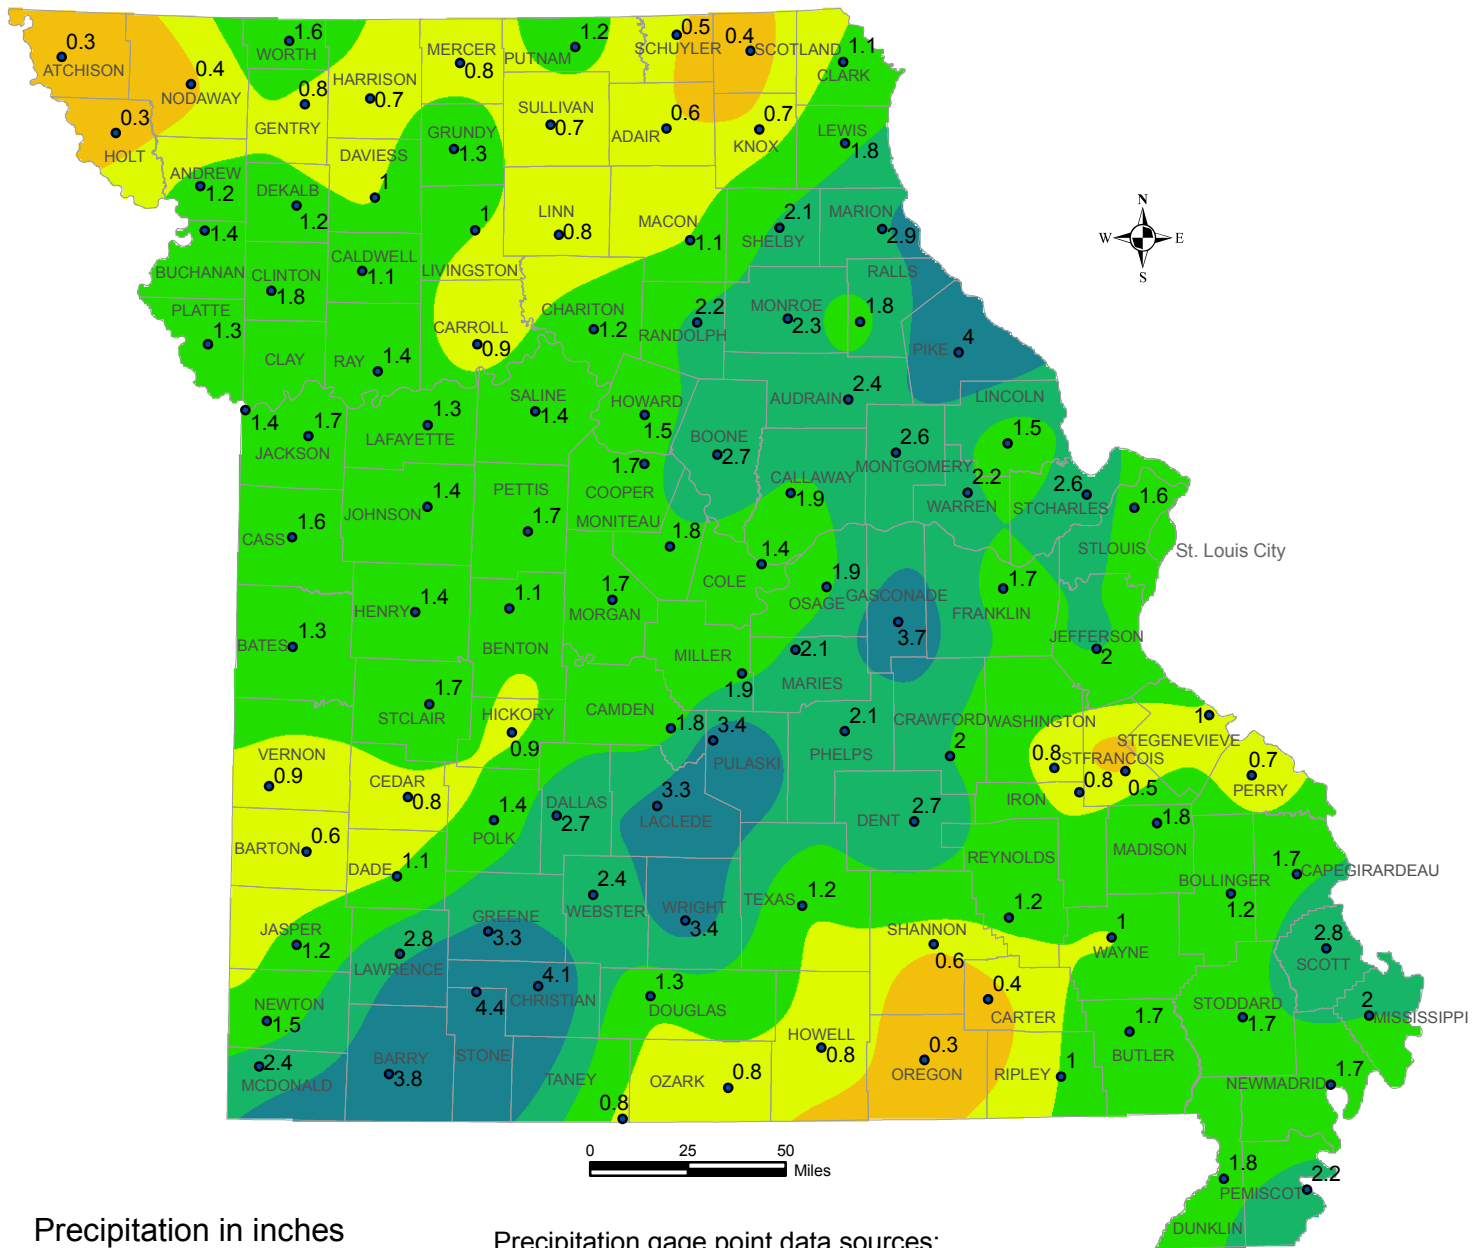 0.3
ATCHISON
0.4
NODAWAY
1.6
WORTH
0.8
GENTRY
HARRISON
0.7
MERCER
0.8
1.2
PUTNAM
0.5
SCHUYLER
0.4
SCOTLAND
1.1
CLARK
0.3
HOLT
GRUNDY
1.3
SULLIVAN
0.7
0.6
ADAIR
0.7
KNOX
LEWIS
1.8
ANDREW
1.2
DEKALB
1.2
DAVIESS
1
1
LIVINGSTON
LINN
0.8
MACON
1.1
2.1
SHELBY
MARION
2.9
RALLS
1.8
N
W
E
S
1.4
BUCHANAN
CLINTON
1.8
CALDWELL
1.1
PLATTE
1.3
CLAY
RAY
1.4
CARROLL
0.9
CHARITON
1.2
2.2
RANDOLPH
MONROE
2.3
PIKE
4
1.4
1.7
JACKSON
1.3
LAFAYETTE
SALINE
1.4
HOWARD
1.5
BOONE
2.7
AUDRAIN
2.4
LINCOLN
1.5
1.7
COOPER
CALLAWAY
1.9
2.6
MONTGOMERY
2.2
WARREN
2.6
STCHARLES
1.6
STLOUIS
St. Louis City
1.6
CASS
1.4
JOHNSON
PETTIS
1.7
MONITEAU
1.8
1.4
COLE
1.9
OSAGE
GASCONADE
3.7
1.7
FRANKLIN
JEFFERSON
2
1.3
BATES
HENRY
1.4
1.1
BENTON
1.7
MORGAN
MILLER
1.9
2.1
MARIES
1.7
STCLAIR
HICKORY
0.9
CAMDEN
1.8
3.4
PULASKI
2.1
PHELPS
CRAWFORD
2
WASHINGTON
0.8
1
STEGENEVIEVE
STFRANCOIS
0.5
0.8
IRON
0.7
PERRY
VERNON
0.9
CEDAR
0.8
1.4
POLK
DALLAS
2.7
3.3
LACLEDE
DENT
2.7
REYNOLDS
1.2
1.8
MADISON
BARTON
0.6
DADE
1.1
2.4
WEBSTER
WRIGHT
3.4
TEXAS
1.2
SHANNON
0.6
1
WAYNE
BOLLINGER
1.2
1.7
CAPEGIRARDEAU
JASPER
1.2
2.8
LAWRENCE
GREENE
3.3
4.1
CHRISTIAN
4.4
1.3
DOUGLAS
0.4
CARTER
2.8
SCOTT
2
MISSISSIPPI
NEWTON
1.5
2.4
MCDONALD
BARRY
3.8
STONE
TANEY
0.8
OZARK
0.8
HOWELL
0.8
0.3
OREGON
RIPLEY
1
1.7
BUTLER
STODDARD
1.7
1.7
NEWMADRID
1.8
2.2
PEMISCOT
DUNKLIN
0
25
50
Miles
Precipitation in inches
Precipitation gage point data sources: